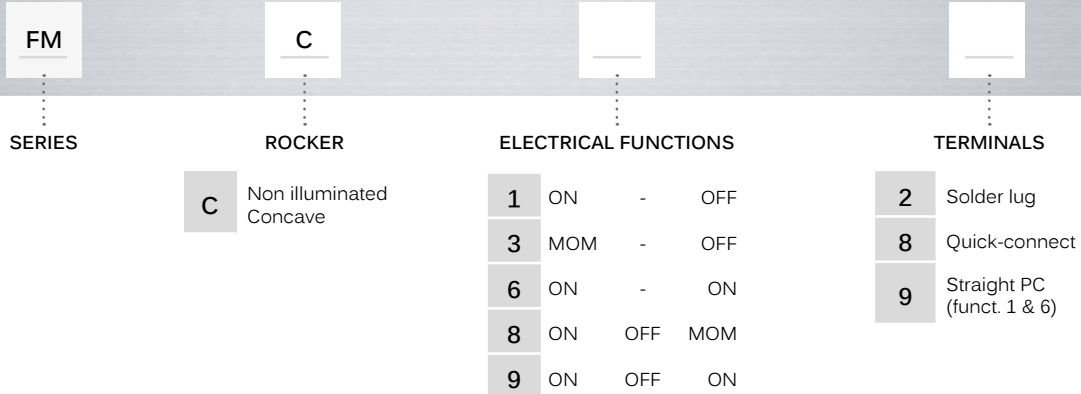 FM C
SERIES ROCKER ELECTRICAL FUNCTIONS TERMINALS
C Non illuminated
Concave
1 ON - OFF
3 MOM - OFF
6 ON - ON
8 ON OFF MOM
9 ON OFF ON
2 Solder lug
8 Quick-connect
9 Straight PC
(funct. 1 & 6)